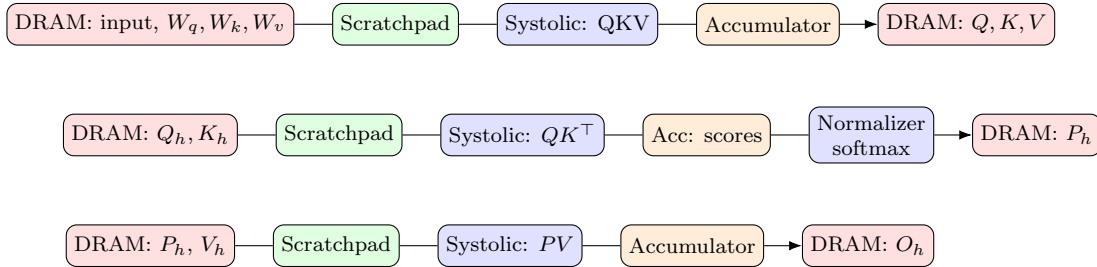 DRAM: input, $W_q, W_k, W_v$ Scratchpad Systolic: QKV Accumulator DRAM: $Q, K, V$
DRAM: $Q_h, K_h$ Scratchpad Systolic: $QK^\top$ Acc: scores Normalizer softmax DRAM: $P_h$
DRAM: $P_h, V_h$ Scratchpad Systolic: $PV$ Accumulator DRAM: $O_h$